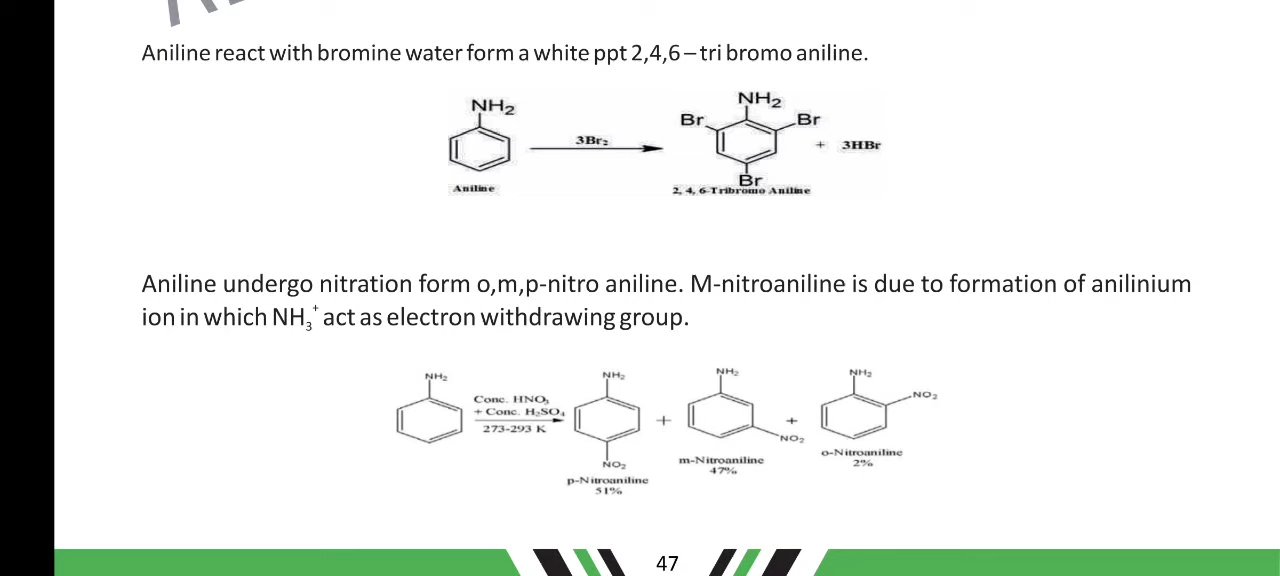 Aniline react with bromine water form a white ppt 2,4,6 – tri bromo aniline.
NH2
NH2
Br
Br
3Br2
+ 3HBr
Br
Aniline
2, 4, 6-Tribromo Aniline
Aniline undergo nitration form o,m,p-nitro aniline. M-nitroaniline is due to formation of anilinium
ion in which NH3+ act as electron withdrawing group.
NH2
NH2
NH2
NH2
Conc. HNO3
+ Conc. H2SO4
273-293 K
+
+
NO2
NO2
NO2
p-Nitroaniline
51%
m-Nitroaniline
47%
o-Nitroaniline
2%
47